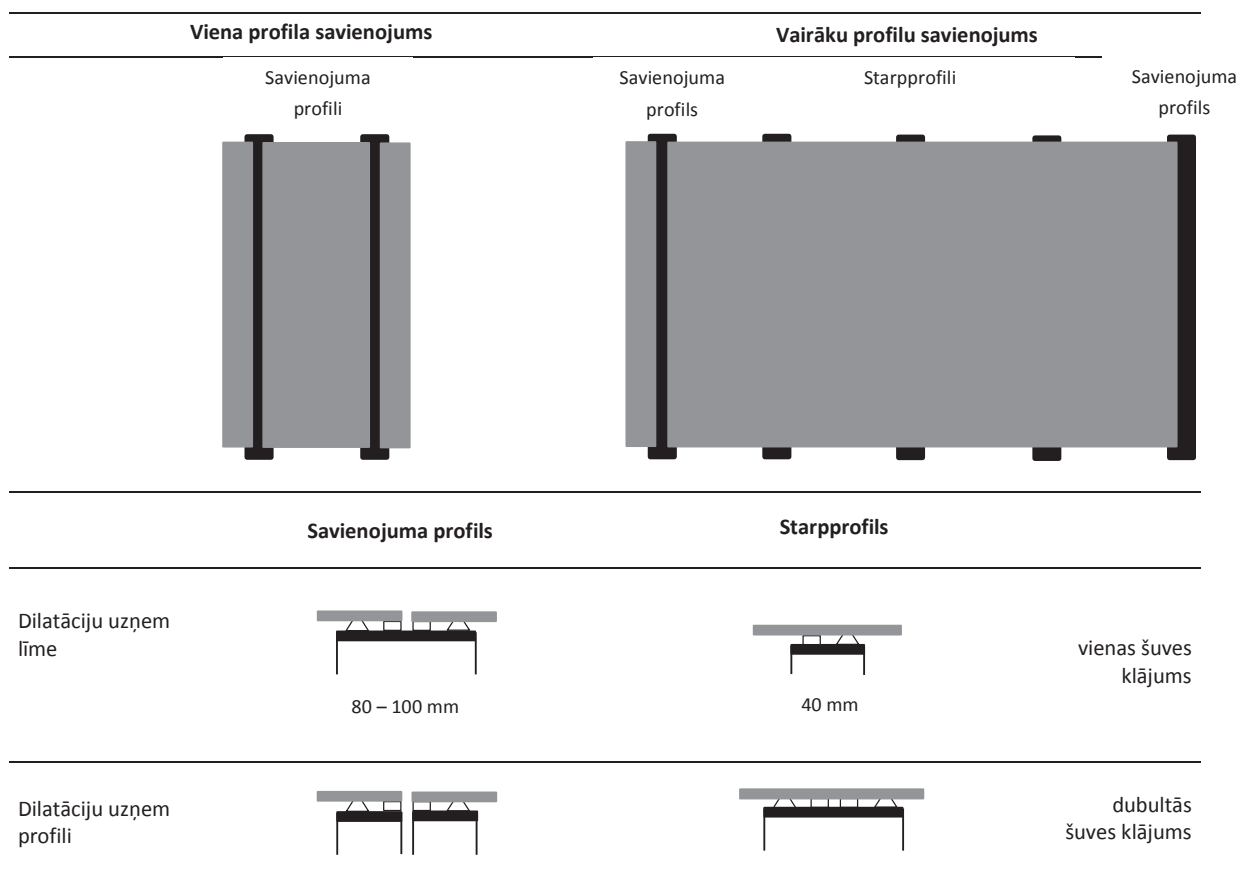 Viena profila savienojums
Vairāku profilu savienojums
Savienojuma
profili
Savienojuma
profils
Starpprofili
Savienojuma
profils
Savienojuma profils
Starpprofils
Dilatāciju uzņem
līme
80 – 100 mm
40 mm
vienas šuves
klājums
Dilatāciju uzņem
profili
dubultās
šuves klājums